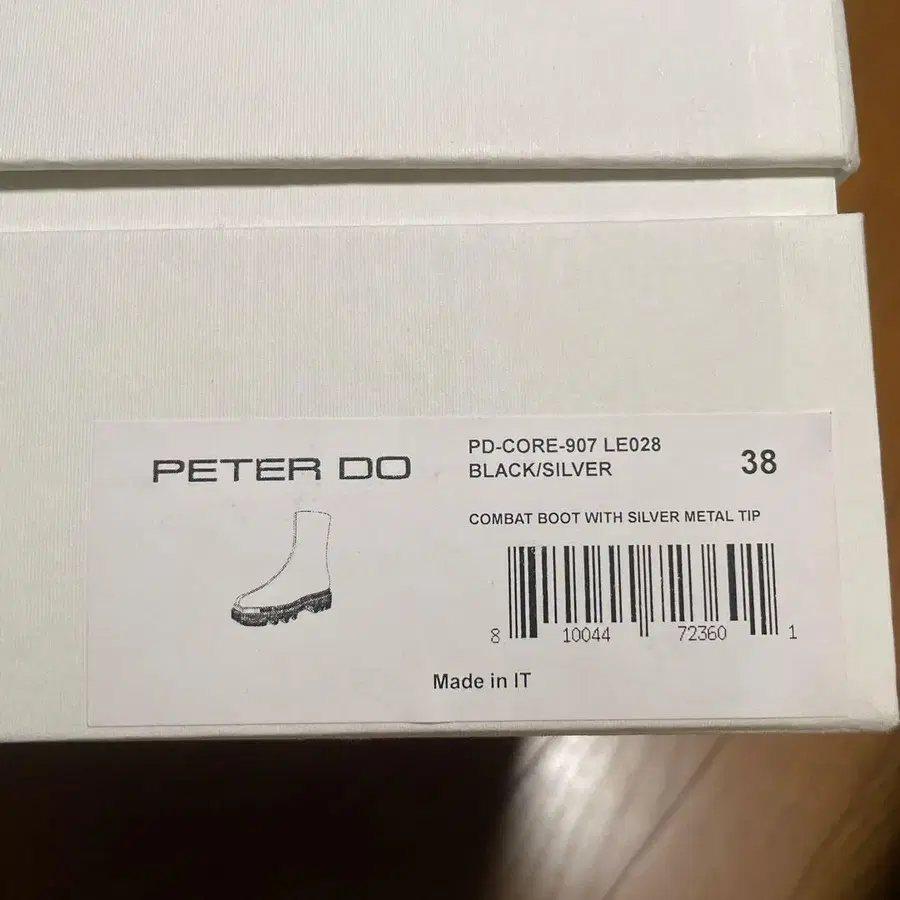 PETER DO
PD-CORE-907 LE028
BLACK/SILVER
38
COMBAT BOOT WITH SILVER METAL TIP
8 10044 72360 1
Made in IT